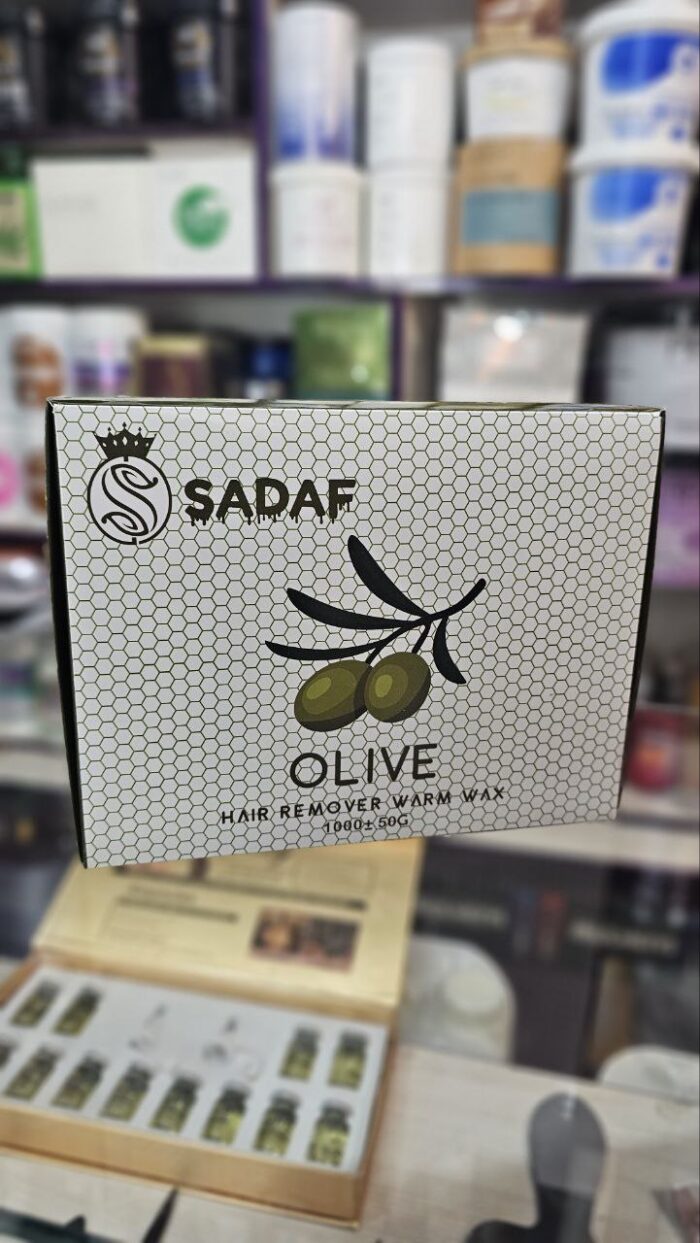 SADAF
OLIVE
HAIR REMOVER WARM WAX
1000± 50G